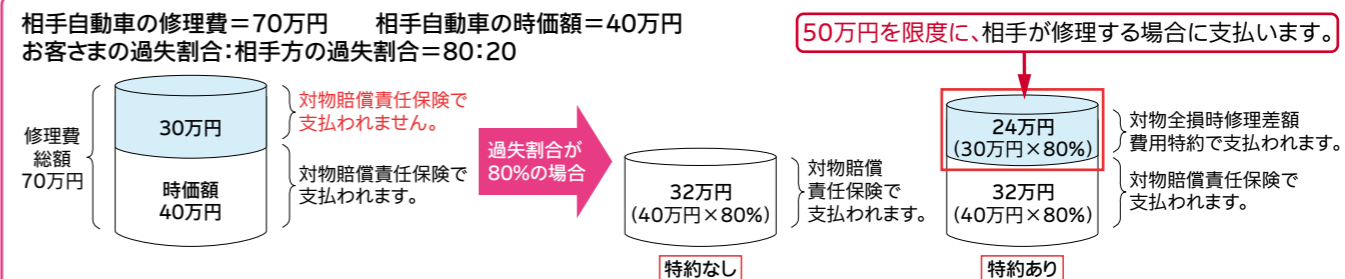 相手自動車の修理費＝70万円　　相手自動車の時価額＝40万円
お客さまの過失割合：相手方の過失割合＝80：20
50万円を限度に、相手が修理する場合に支払います。
修理費
総額
70万円
30万円
対物賠償責任保険で
支払われません。
時価額
40万円
対物賠償責任保険で
支払われます。
過失割合が
80%の場合
32万円
(40万円×80%)
対物賠償
責任保険で
支払われます。
特約なし
24万円
(30万円×80%)
対物全損時修理差額
費用特約で支払われます。
32万円
(40万円×80%)
対物賠償責任保険で
支払われます。
特約あり